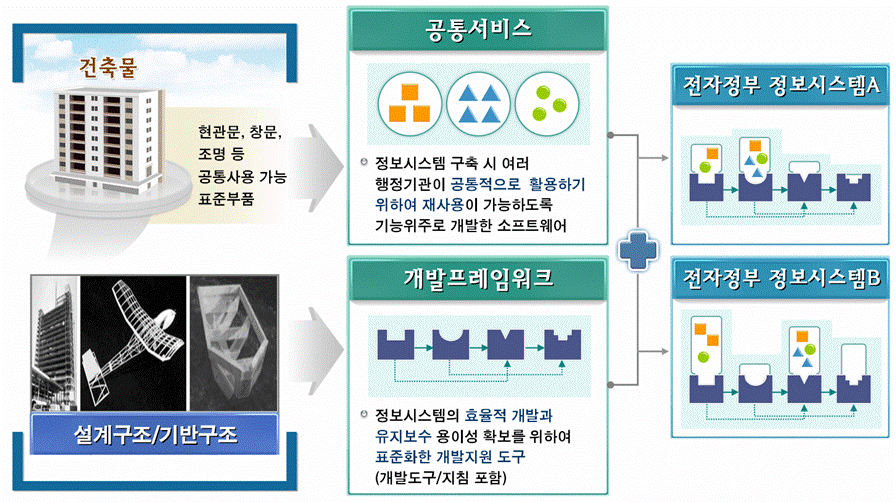 건축물
현관문, 창문,
조명 등
공통사용 가능
표준부품
설계구조/기반구조
공통서비스
정보시스템 구축 시 여러
행정기관이 공통적으로 활용하기
위하여 재사용이 가능하도록
기능위주로 개발한 소프트웨어
개발프레임워크
정보시스템의 효율적 개발과
유지보수 용이성 확보를 위하여
표준화한 개발지원 도구
(개발도구/지침 포함)
전자정부 정보시스템A
전자정부 정보시스템B